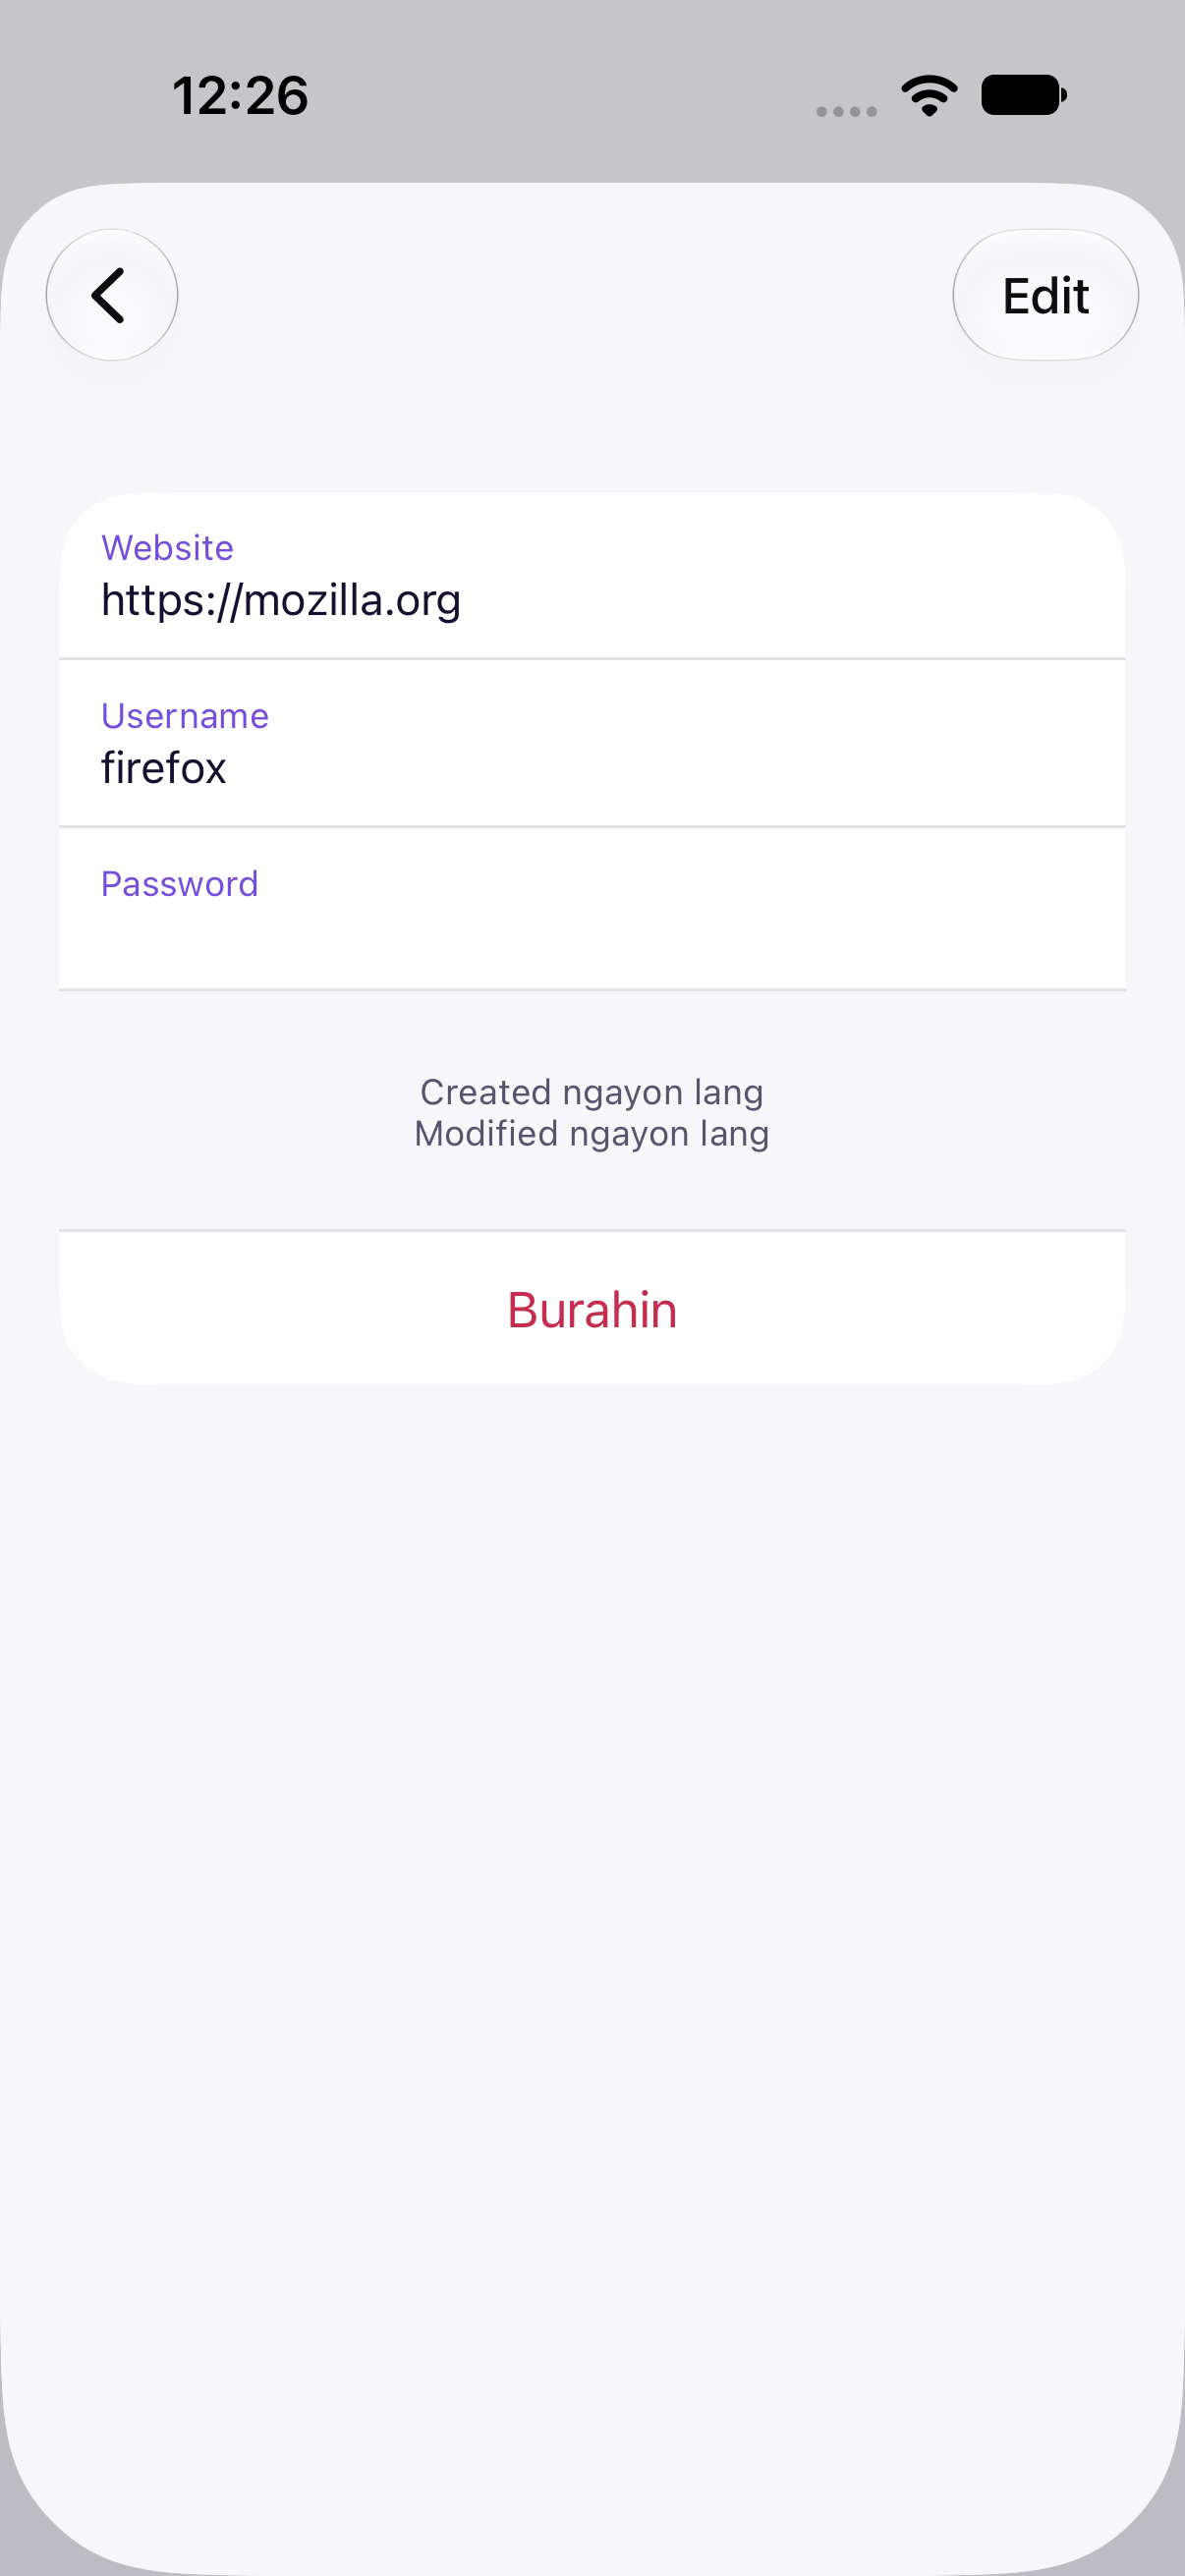 12:26
Edit
Website
https://mozilla.org
Username
firefox
Password
Created ngayon lang
Modified ngayon lang
Burahin